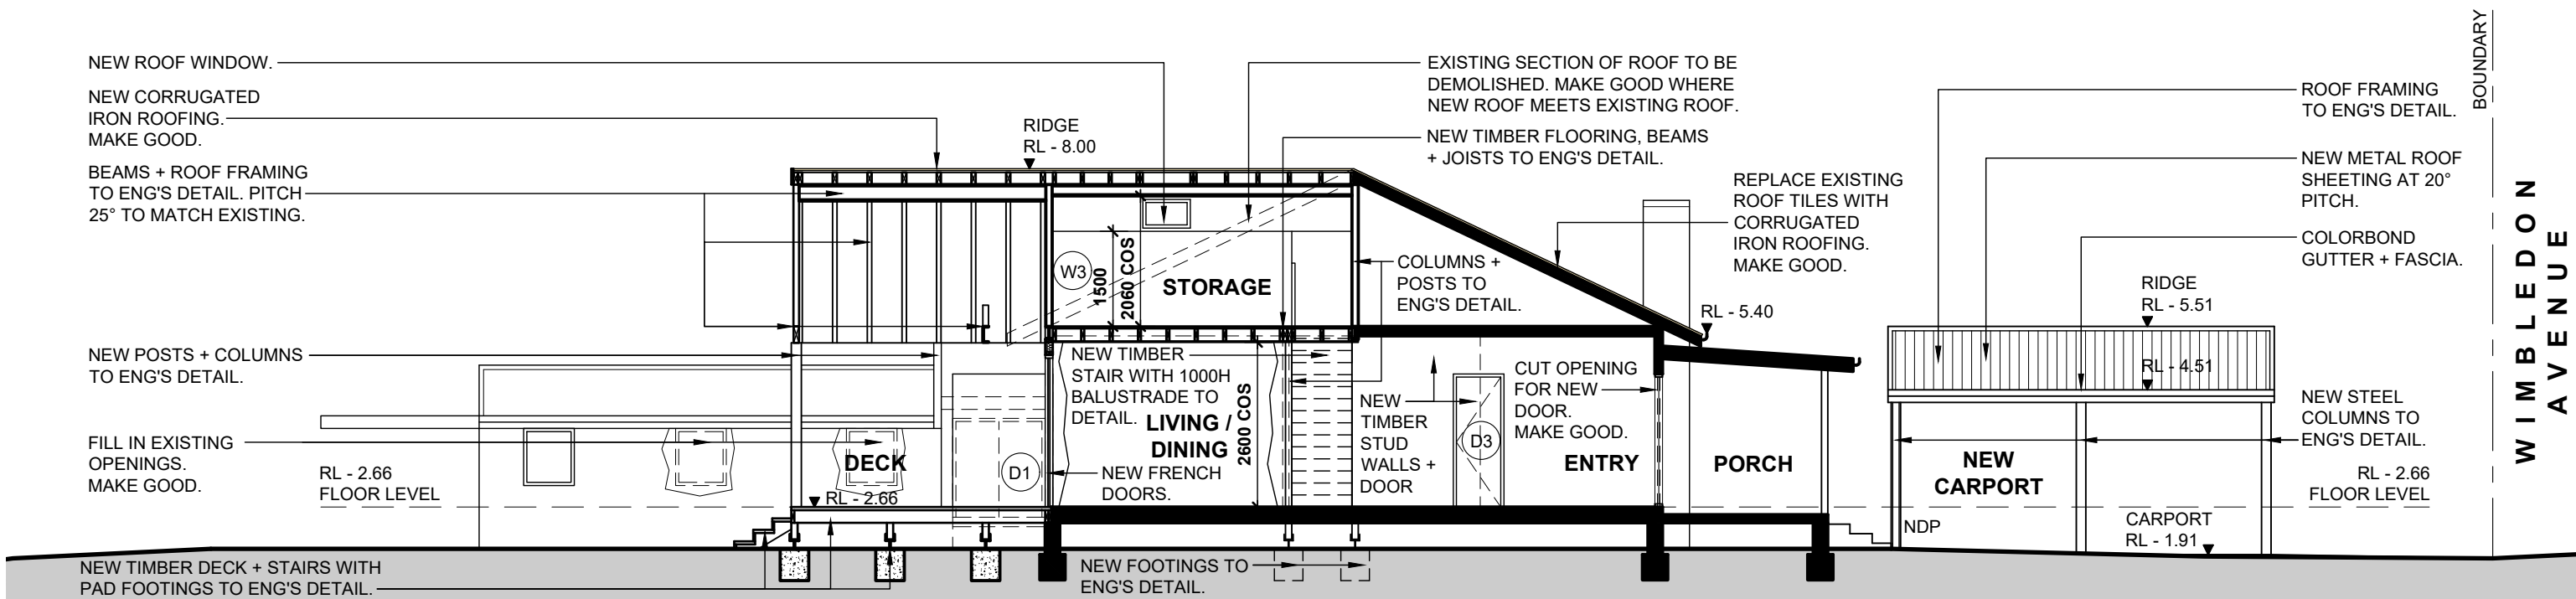 NEW ROOF WINDOW.
NEW CORRUGATED
IRON ROOFING.
MAKE GOOD.
BEAMS + ROOF FRAMING
TO ENG'S DETAIL. PITCH
25° TO MATCH EXISTING.
NEW POSTS + COLUMNS
TO ENG'S DETAIL.
FILL IN EXISTING
OPENINGS.
MAKE GOOD.
RL - 2.66
FLOOR LEVEL
NEW TIMBER DECK + STAIRS WITH
PAD FOOTINGS TO ENG'S DETAIL.
RIDGE
RL - 8.00
DECK
RL - 2.66
D1
W3
1500
2060 COS
STORAGE
NEW TIMBER
STAIR WITH 1000H
BALUSTRADE TO
DETAIL.
LIVING /
DINING
2600 COS
NEW FRENCH
DOORS.
NEW FOOTINGS TO
ENG'S DETAIL.
EXISTING SECTION OF ROOF TO BE
DEMOLISHED. MAKE GOOD WHERE
NEW ROOF MEETS EXISTING ROOF.
NEW TIMBER FLOORING, BEAMS
+ JOISTS TO ENG'S DETAIL.
COLUMNS +
POSTS TO
ENG'S DETAIL.
NEW
TIMBER
STUD
WALLS +
DOOR
D3
CUT OPENING
FOR NEW
DOOR.
MAKE GOOD.
ENTRY
REPLACE EXISTING
ROOF TILES WITH
CORRUGATED
IRON ROOFING.
MAKE GOOD.
RL - 5.40
PORCH
NDP
RIDGE
RL - 5.51
RL - 4.51
NEW
CARPORT
CARPORT
RL - 1.91
ROOF FRAMING
TO ENG'S DETAIL.
NEW METAL ROOF
SHEETING AT 20°
PITCH.
COLORBOND
GUTTER + FASCIA.
NEW STEEL
COLUMNS TO
ENG'S DETAIL.
RL - 2.66
FLOOR LEVEL
BOUNDARY
WIMBLEDON
AVENUE